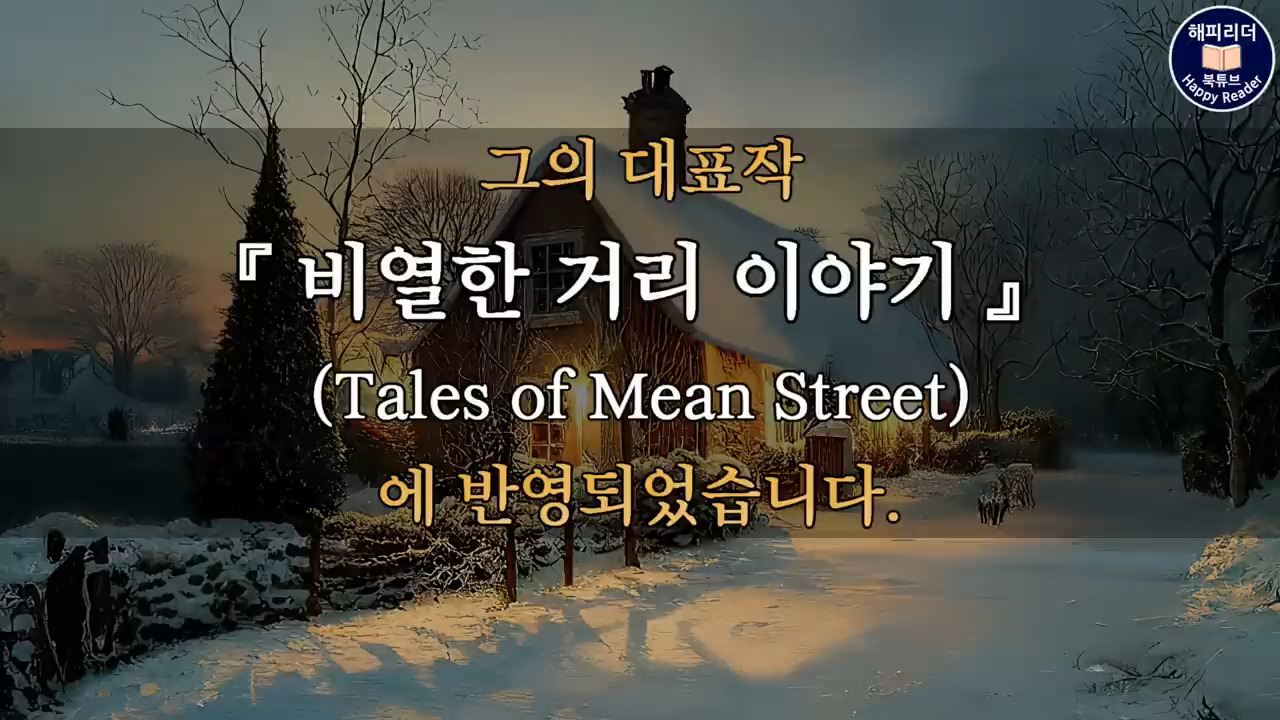 해피리더
북튜브
Happy Reader
그의 대표작
『 비열한 거리 이야기 』
(Tales of Mean Street)
에 반영되었습니다.